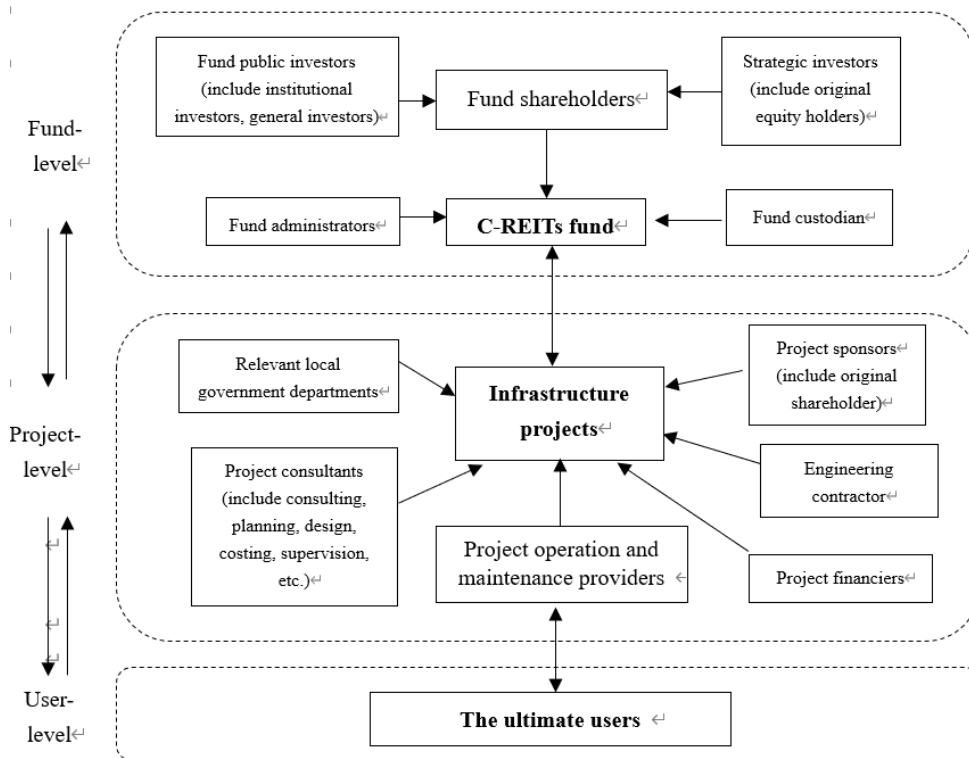 Fund public investors
(include institutional
investors, general investors)↵
Fund shareholders↵
Strategic investors
(include original
equity holders)↵
Fund-
level↵
Fund administrators↵
C-REITs fund↵
Fund custodian↵
Relevant local
government departments↵
Infrastructure
projects↵
Project sponsors↵
(include original
shareholder)↵
Project-
level↵
Project consultants
(include consulting,
planning, design,
costing, supervision,
etc.)↵
Engineering
contractor↵
Project operation and
maintenance providers ↵
Project financiers↵
↵
↵
↵
User-
level↵
The ultimate users ↵